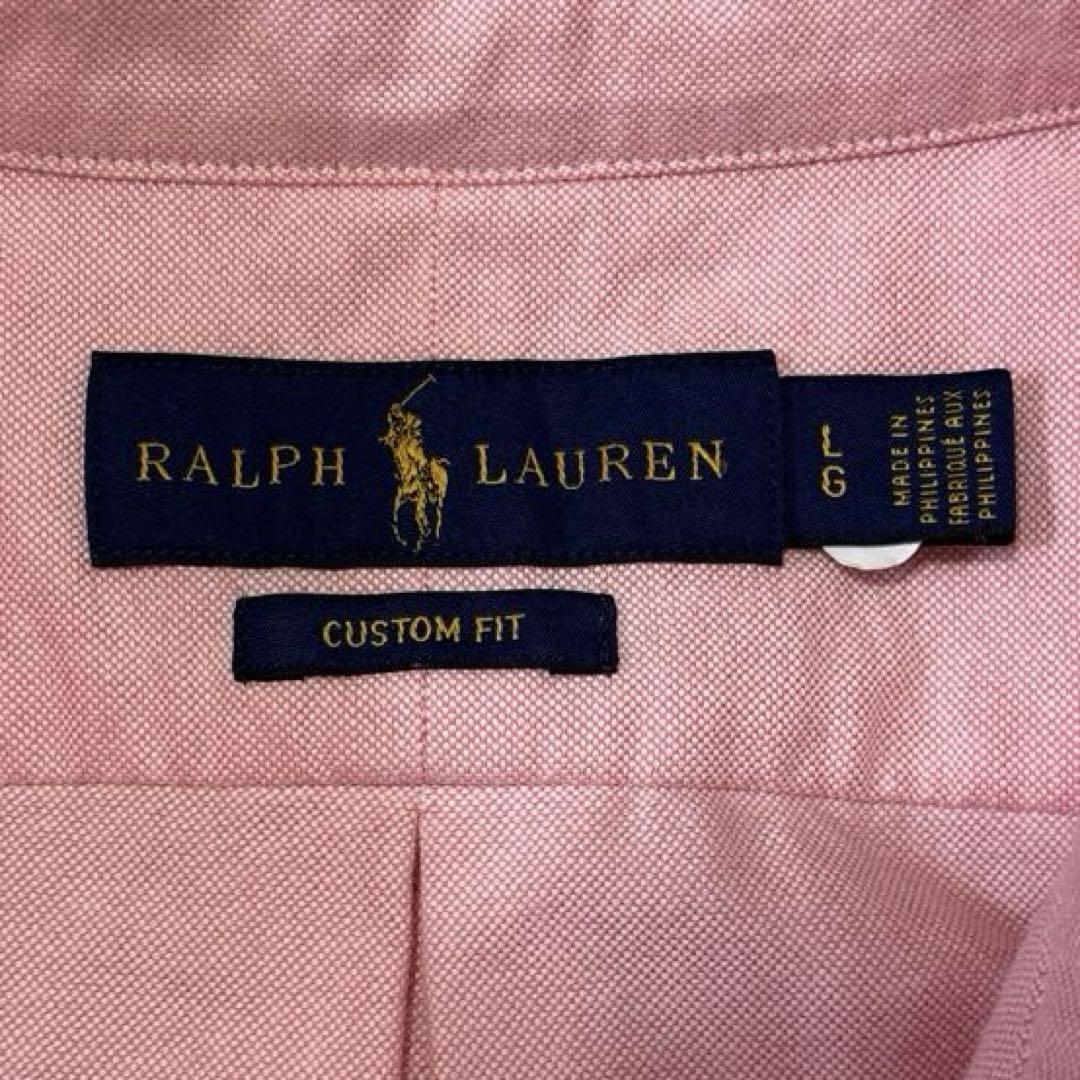 RALPH LAUREN
L
G
MADE IN
PHILIPPINES
FABRIQUÉ AUX
PHILIPPINES
CUSTOM FIT